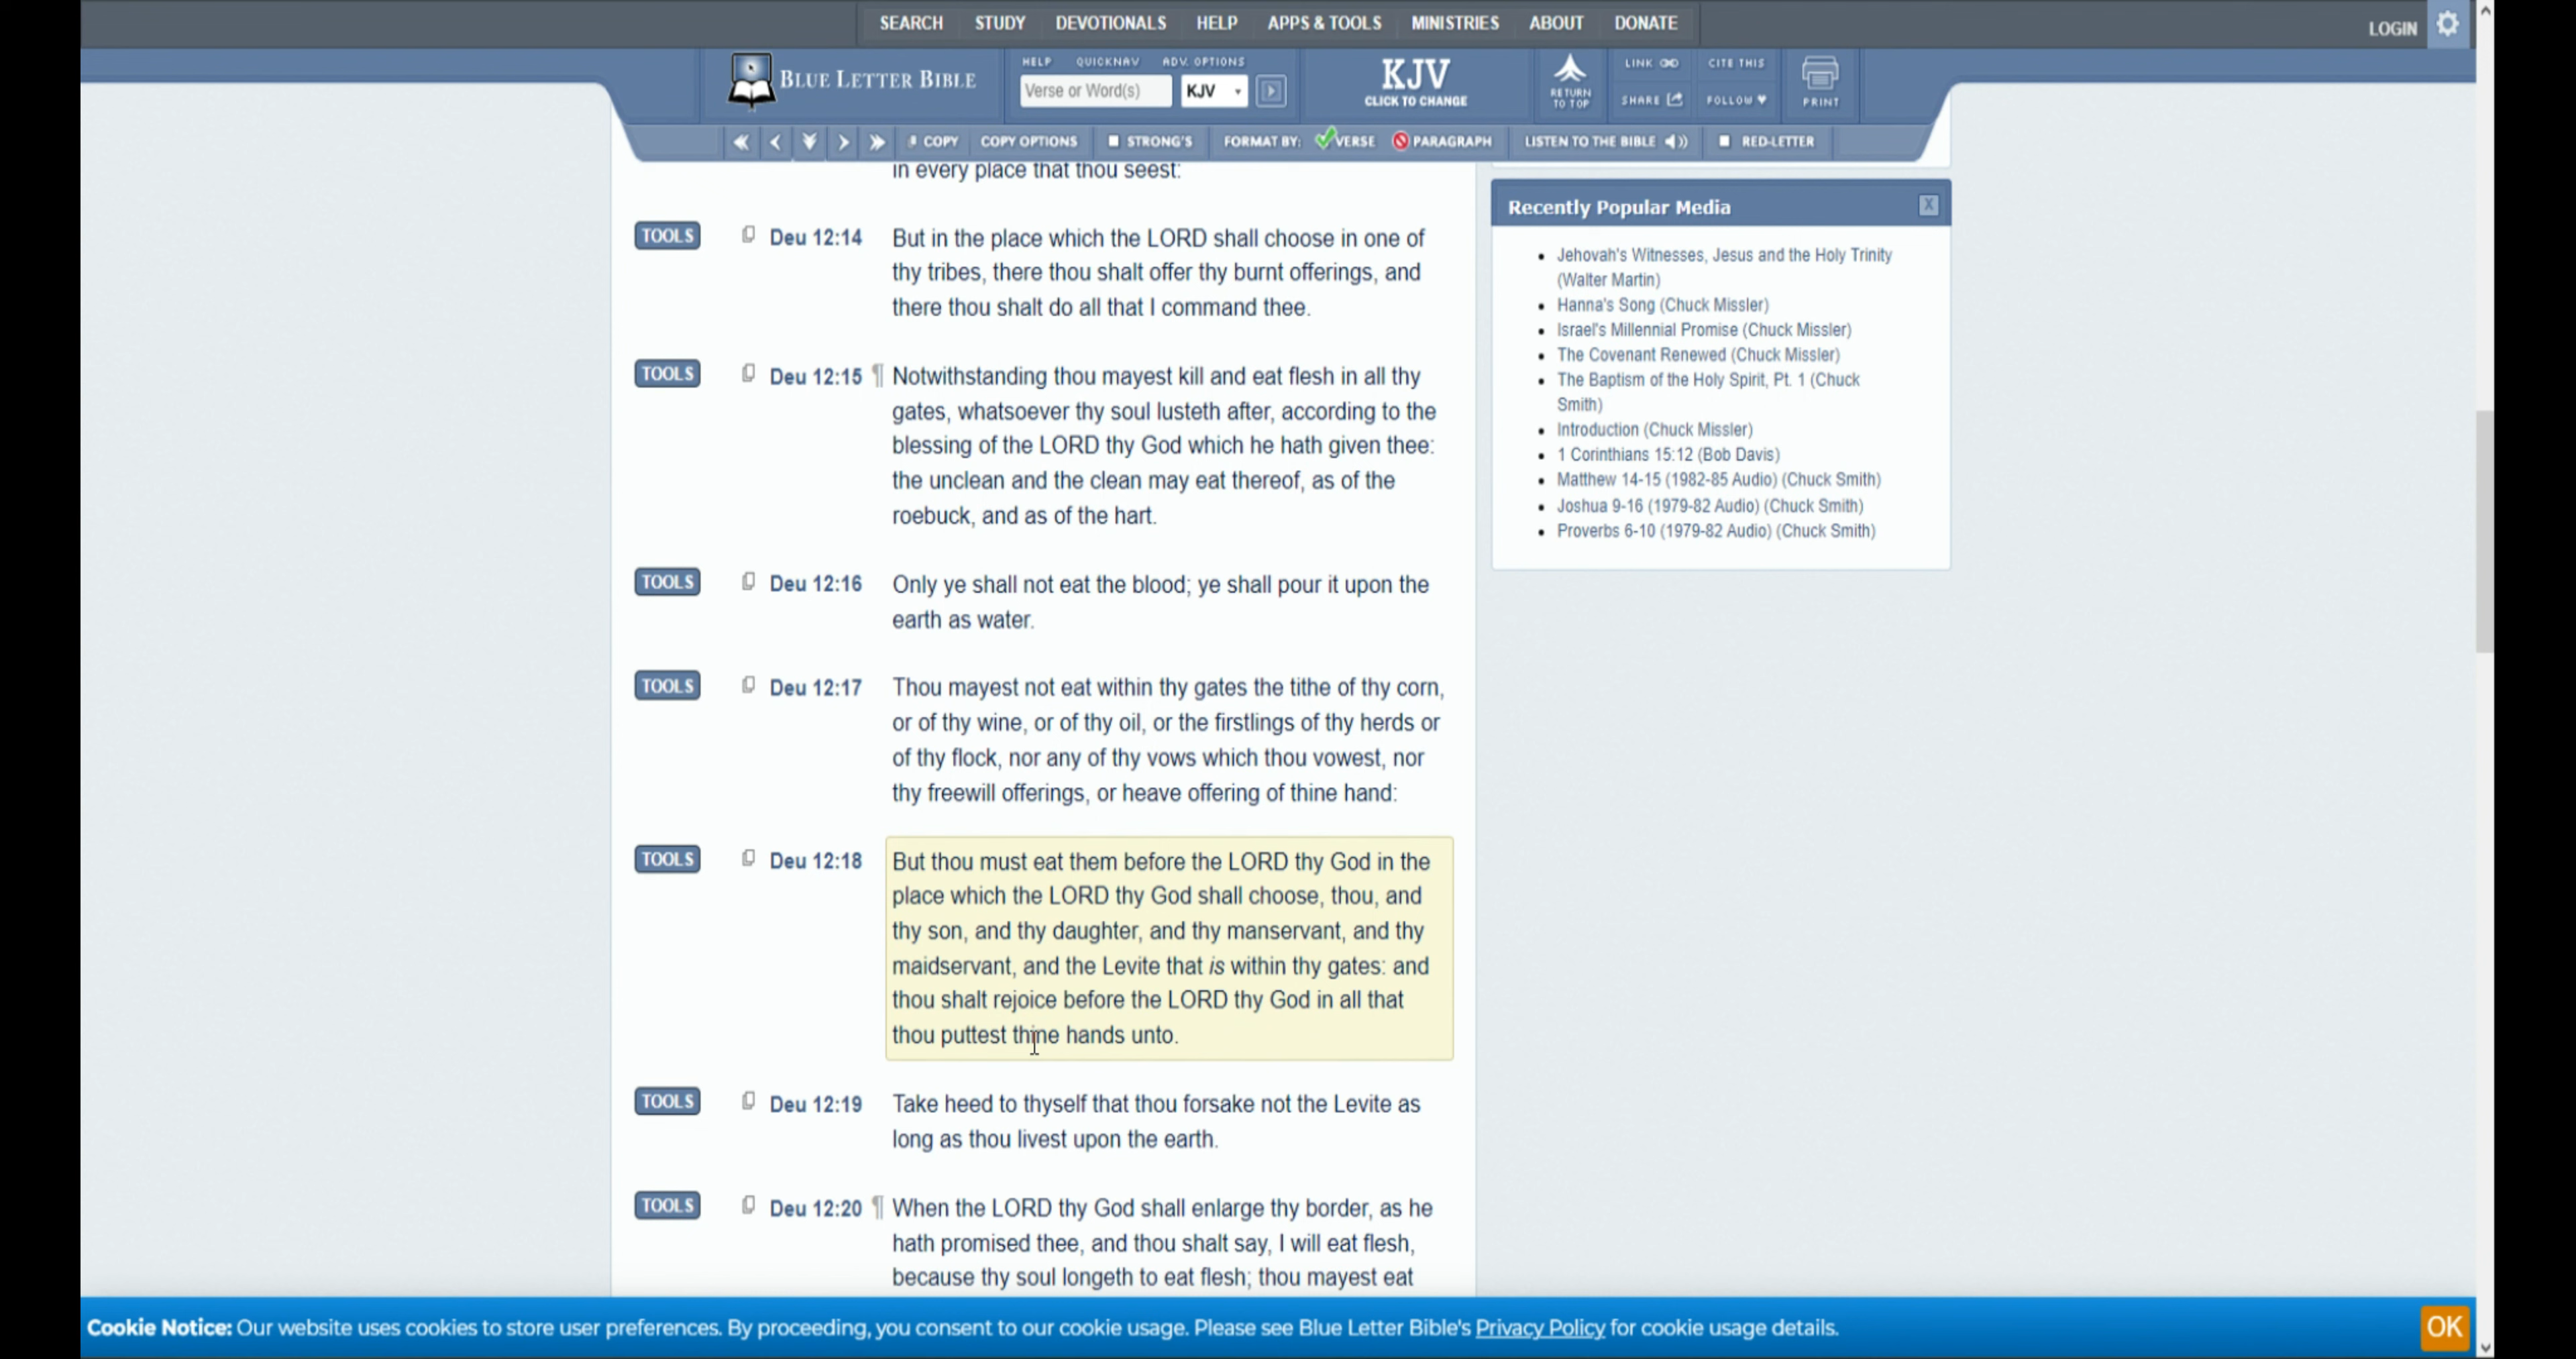 SEARCH STUDY DEVOTIONALS HELP APPS & TOOLS MINISTRIES ABOUT DONATE
LOGIN
BLUE LETTER BIBLE
HELP QUICKNAV ADV. OPTIONS
Verse or Word(s)
KJV
KJV
CLICK TO CHANGE
RETURN
TO TOP
LINK
CITE THIS
SHARE
FOLLOW
PRINT
COPY COPY OPTIONS STRONG'S FORMAT BY: VERSE PARAGRAPH LISTEN TO THE BIBLE RED-LETTER
in every place that thou seest:
TOOLS Deu 12:14 But in the place which the LORD shall choose in one of
thy tribes, there thou shalt offer thy burnt offerings, and
there thou shalt do all that I command thee.
TOOLS Deu 12:15 ¶ Notwithstanding thou mayest kill and eat flesh in all thy
gates, whatsoever thy soul lusteth after, according to the
blessing of the LORD thy God which he hath given thee:
the unclean and the clean may eat thereof, as of the
roebuck, and as of the hart.
TOOLS Deu 12:16 Only ye shall not eat the blood; ye shall pour it upon the
earth as water.
TOOLS Deu 12:17 Thou mayest not eat within thy gates the tithe of thy corn,
or of thy wine, or of thy oil, or the firstlings of thy herds or
of thy flock, nor any of thy vows which thou vowest, nor
thy freewill offerings, or heave offering of thine hand:
TOOLS Deu 12:18 But thou must eat them before the LORD thy God in the
place which the LORD thy God shall choose, thou, and
thy son, and thy daughter, and thy manservant, and thy
maidservant, and the Levite that is within thy gates: and
thou shalt rejoice before the LORD thy God in all that
thou puttest thine hands unto.
TOOLS Deu 12:19 Take heed to thyself that thou forsake not the Levite as
long as thou livest upon the earth.
TOOLS Deu 12:20 ¶ When the LORD thy God shall enlarge thy border, as he
hath promised thee, and thou shalt say, I will eat flesh,
because thy soul longeth to eat flesh; thou mayest eat
Recently Popular Media X
Jehovah's Witnesses, Jesus and the Holy Trinity
(Walter Martin)
Hanna's Song (Chuck Missler)
Israel's Millennial Promise (Chuck Missler)
The Covenant Renewed (Chuck Missler)
The Baptism of the Holy Spirit, Pt. 1 (Chuck
Smith)
Introduction (Chuck Missler)
1 Corinthians 15:12 (Bob Davis)
Matthew 14-15 (1982-85 Audio) (Chuck Smith)
Joshua 9-16 (1979-82 Audio) (Chuck Smith)
Proverbs 6-10 (1979-82 Audio) (Chuck Smith)
Cookie Notice: Our website uses cookies to store user preferences. By proceeding, you consent to our cookie usage. Please see Blue Letter Bible's Privacy Policy for cookie usage details.
OK